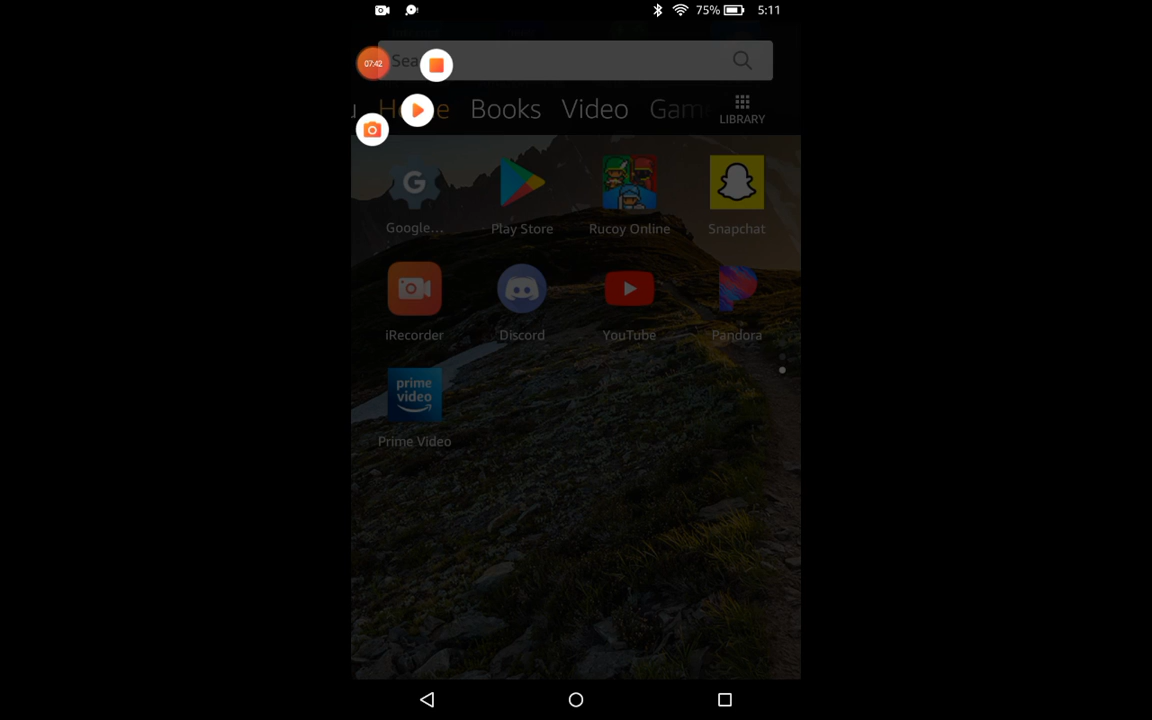 75% 5:11
07:42
Sea
u Home Books Video Game
LIBRARY
Google... Play Store Rucoy Online Snapchat
iRecorder Discord YouTube Pandora
prime
video
Prime Video